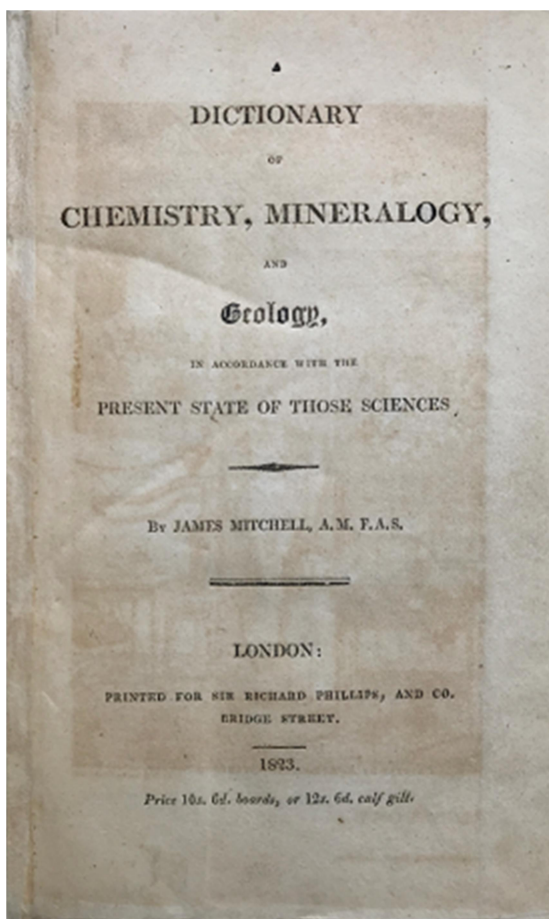 A
DICTIONARY
OF
CHEMISTRY, MINERALOGY,
AND
Geology,
IN ACCORDANCE WITH THE
PRESENT STATE OF THOSE SCIENCES,
By JAMES MITCHELL, A.M. F.A.S.
LONDON:
PRINTED FOR SIR RICHARD PHILLIPS, AND CO.
BRIDGE STREET.
1823.
Price 10s. 6d. boards, or 12s. 6d. calf gilt.